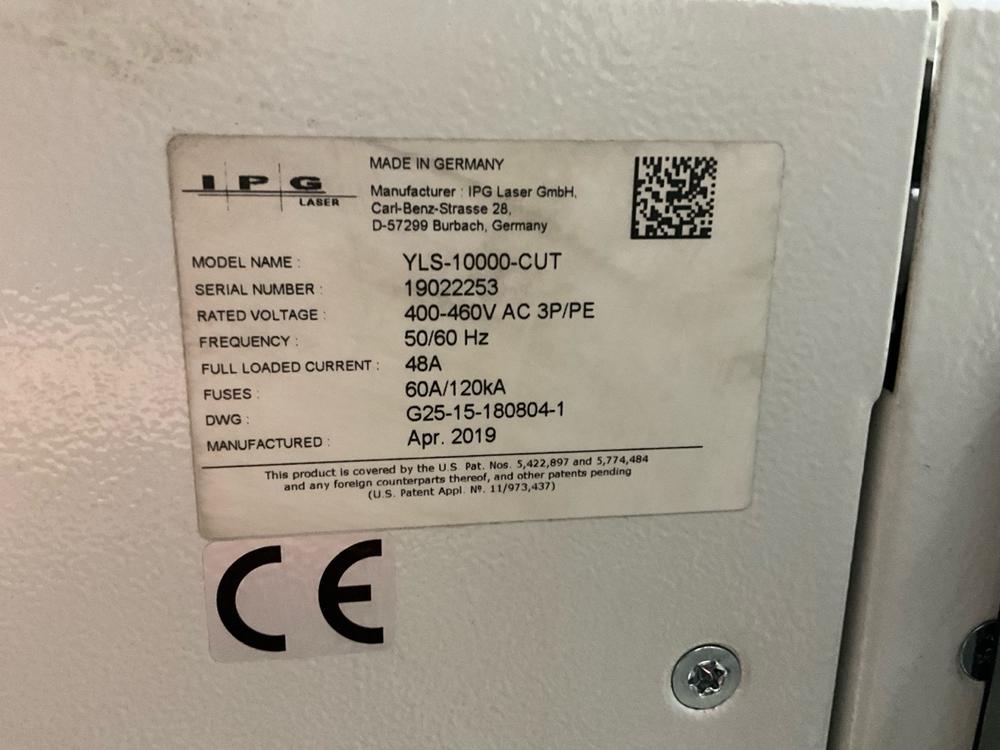 IPG
LASER
MADE IN GERMANY
Manufacturer : IPG Laser GmbH,
Carl-Benz-Strasse 28,
D-57299 Burbach, Germany
MODEL NAME : YLS-10000-CUT
SERIAL NUMBER : 19022253
RATED VOLTAGE : 400-460V AC 3P/PE
FREQUENCY : 50/60 Hz
FULL LOADED CURRENT : 48A
FUSES : 60A/120kA
DWG : G25-15-180804-1
MANUFACTURED : Apr. 2019
This product is covered by the U.S. Pat. Nos. 5,422,897 and 5,774,484
and any foreign counterparts thereof, and other patents pending
(U.S. Patent Appl. Nº. 11/973,437)
CE